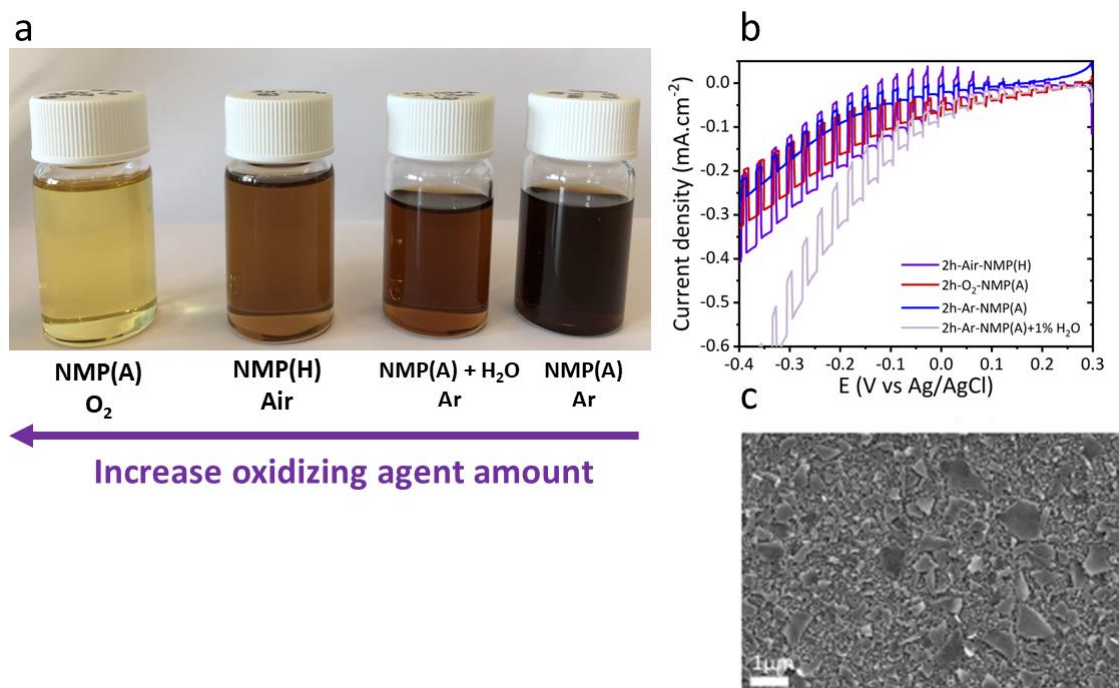 a
NMP(A)
O₂
NMP(H)
Air
NMP(A) + H₂O
Ar
NMP(A)
Ar
Increase oxidizing agent amount
b
Current density (mA.cm⁻²)
0.0
-0.1
-0.2
-0.3
-0.4
-0.5
-0.6
2h-Air-NMP(H)
2h-O₂-NMP(A)
2h-Ar-NMP(A)
2h-Ar-NMP(A)+1% H₂O
-0.4 -0.3 -0.2 -0.1 0.0 0.1 0.2 0.3
E (V vs Ag/AgCl)
c
1µm